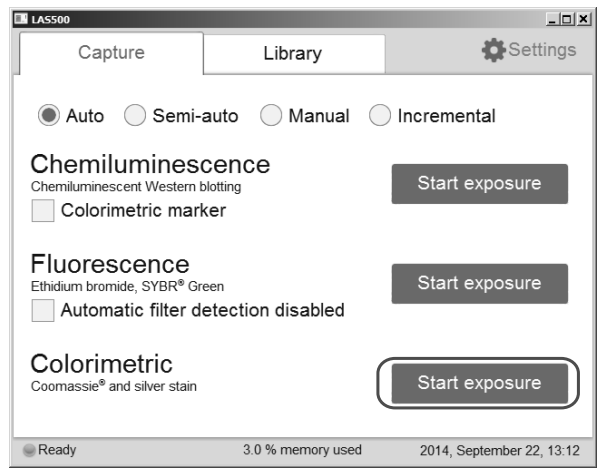 LAS500
Capture Library Settings
Auto Semi-auto Manual Incremental
Chemiluminescence
Chemiluminescent Western blotting
Start exposure
Colorimetric marker
Fluorescence
Ethidium bromide, SYBR® Green
Start exposure
Automatic filter detection disabled
Colorimetric
Coomassie® and silver stain
Start exposure
Ready 3.0 % memory used 2014, September 22, 13:12